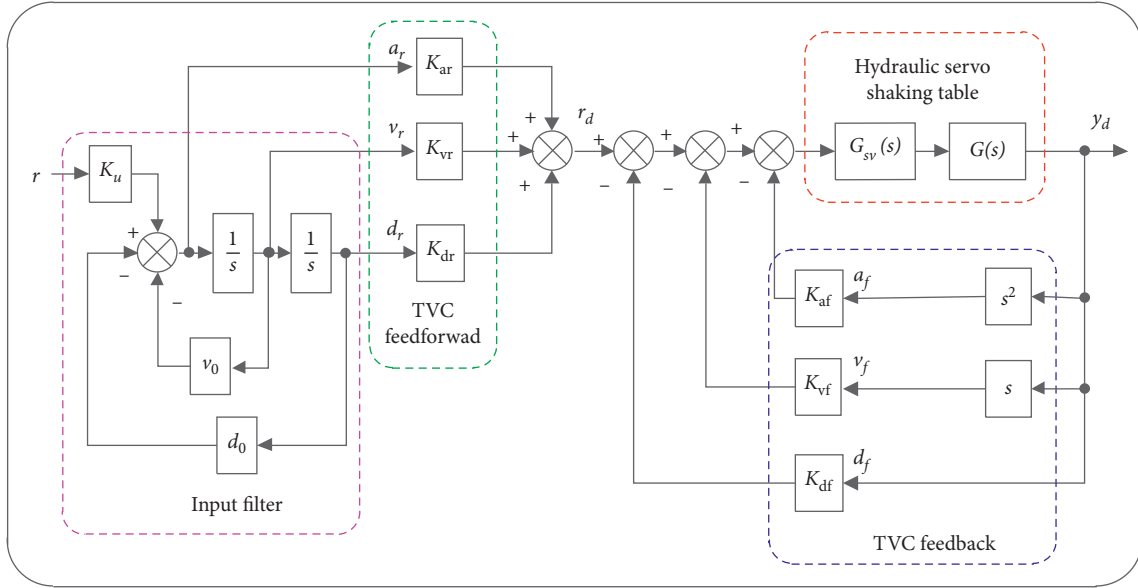 Hydraulic servo
shaking table
a_r
K_ar
v_r
K_vr
r_d
y_d
G_sv(s)
G(s)
r
K_u
+
−
−
1/s
1/s
d_r
K_dr
+
+
+
+
−
+
−
+
−
TVC
feedforwad
v_0
d_0
Input filter
K_af
a_f
s²
K_vf
v_f
s
K_df
d_f
TVC feedback